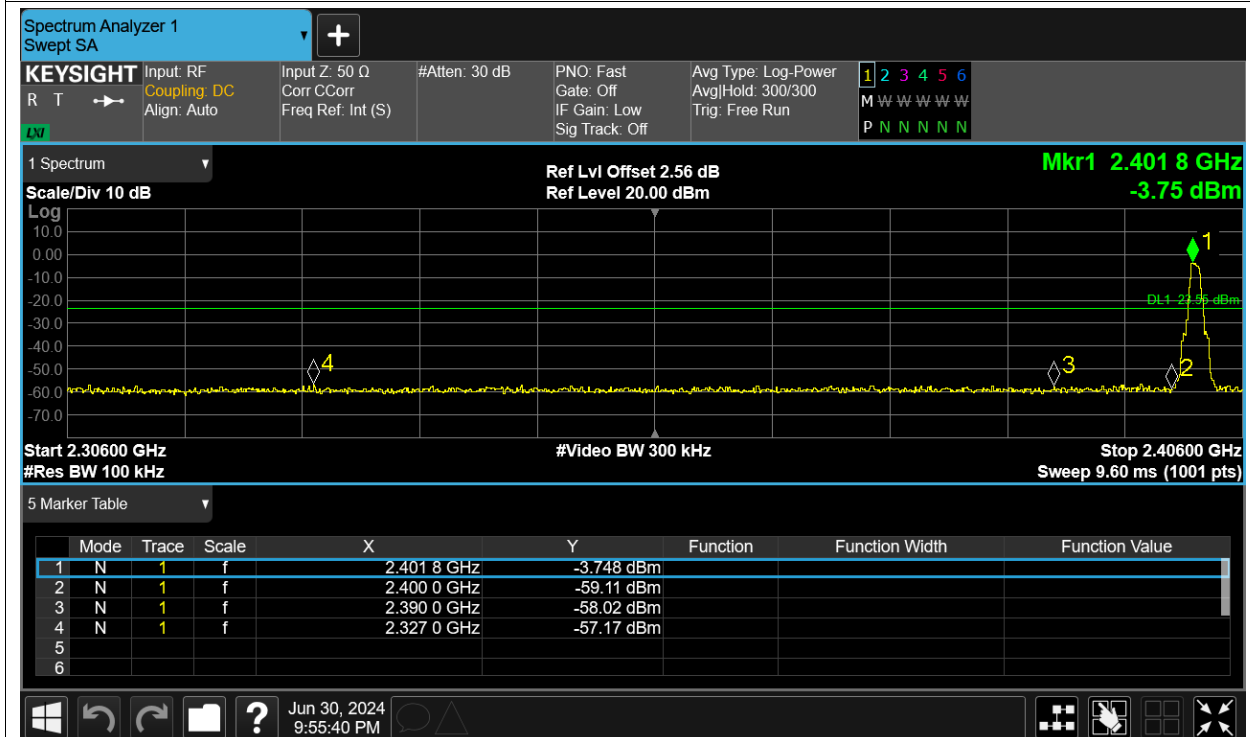 Spectrum Analyzer 1
Swept SA
+
KEYSIGHT Input: RF Input Z: 50 Ω #Atten: 30 dB PNO: Fast Avg Type: Log-Power 1 2 3 4 5 6
R T Coupling: DC Corr CCorr Gate: Off Avg|Hold: 300/300 M W W W W W W
Align: Auto Freq Ref: Int (S) IF Gain: Low Trig: Free Run
LXI Sig Track: Off P N N N N N N
1 Spectrum Ref Lvl Offset 2.56 dB Mkr1 2.401 8 GHz
Scale/Div 10 dB Ref Level 20.00 dBm -3.75 dBm
Log
10.0
1
0.00
-10.0
-20.0 DL1 -23.55 dBm
-30.0
-40.0
4 3 2
-50.0
-60.0
-70.0
Start 2.30600 GHz #Video BW 300 kHz Stop 2.40600 GHz
#Res BW 100 kHz Sweep 9.60 ms (1001 pts)
5 Marker Table
Mode Trace Scale X Y Function Function Width Function Value
1 N 1 f 2.401 8 GHz -3.748 dBm
2 N 1 f 2.400 0 GHz -59.11 dBm
3 N 1 f 2.390 0 GHz -58.02 dBm
4 N 1 f 2.327 0 GHz -57.17 dBm
5
6
? Jun 30, 2024
9:55:40 PM